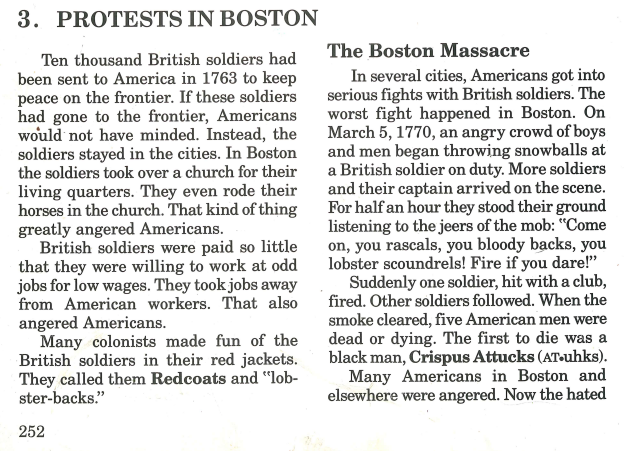 3. PROTESTS IN BOSTON
Ten thousand British soldiers had
been sent to America in 1763 to keep
peace on the frontier. If these soldiers
had gone to the frontier, Americans
would not have minded. Instead, the
soldiers stayed in the cities. In Boston
the soldiers took over a church for their
living quarters. They even rode their
horses in the church. That kind of thing
greatly angered Americans.
British soldiers were paid so little
that they were willing to work at odd
jobs for low wages. They took jobs away
from American workers. That also
angered Americans.
Many colonists made fun of the
British soldiers in their red jackets.
They called them Redcoats and "lob-
ster-backs."
252
The Boston Massacre
In several cities, Americans got into
serious fights with British soldiers. The
worst fight happened in Boston. On
March 5, 1770, an angry crowd of boys
and men began throwing snowballs at
a British soldier on duty. More soldiers
and their captain arrived on the scene.
For half an hour they stood their ground
listening to the jeers of the mob: "Come
on, you rascals, you bloody backs, you
lobster scoundrels! Fire if you dare!"
Suddenly one soldier, hit with a club,
fired. Other soldiers followed. When the
smoke cleared, five American men were
dead or dying. The first to die was a
black man, Crispus Attucks (AT•uhks).
Many Americans in Boston and
elsewhere were angered. Now the hated